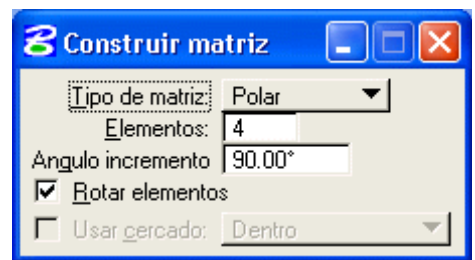 Construir matriz
Tipo de matriz: Polar
Elementos: 4
Angulo incremento 90.00°
Rotar elementos
Usar cercado: Dentro